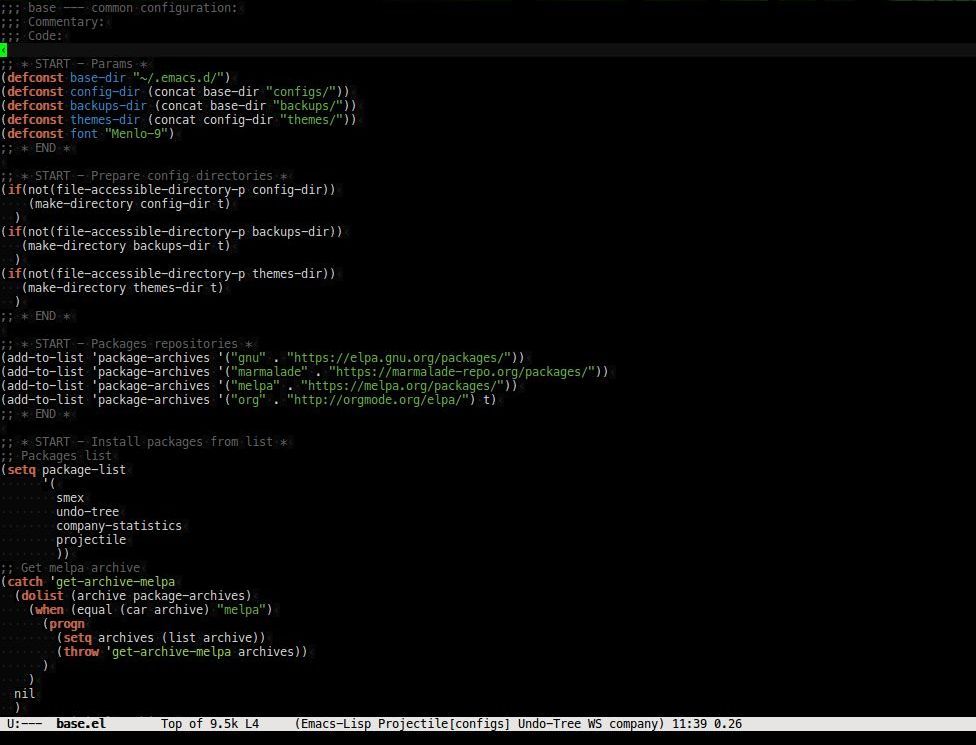 ;;; base --- common configuration:
;;; Commentary:
;;; Code:
;; * START - Params *
(defconst base-dir "~/.emacs.d/")
(defconst config-dir (concat base-dir "configs/"))
(defconst backups-dir (concat base-dir "backups/"))
(defconst themes-dir (concat config-dir "themes/"))
(defconst font "Menlo-9")
;; * END *
;; * START - Prepare config directories *
(if(not(file-accessible-directory-p config-dir))
    (make-directory config-dir t)
  )
(if(not(file-accessible-directory-p backups-dir))
   (make-directory backups-dir t)
  )
(if(not(file-accessible-directory-p themes-dir))
   (make-directory themes-dir t)
  )
;; * END *
;; * START - Packages repositories *
(add-to-list 'package-archives '("gnu" . "https://elpa.gnu.org/packages/"))
(add-to-list 'package-archives '("marmalade" . "https://marmalade-repo.org/packages/"))
(add-to-list 'package-archives '("melpa" . "https://melpa.org/packages/"))
(add-to-list 'package-archives '("org" . "http://orgmode.org/elpa/") t)
;; * END *
;; * START - Install packages from list *
;; Packages list
(setq package-list
      '(
        smex
        undo-tree
        company-statistics
        projectile
        ))
;; Get melpa archive
(catch 'get-archive-melpa
  (dolist (archive package-archives)
    (when (equal (car archive) "melpa")
      (progn
        (setq archives (list archive))
        (throw 'get-archive-melpa archives))
      )
    )
  nil
  )
U:---  base.el        Top of 9.5k L4     (Emacs-Lisp Projectile[configs] Undo-Tree WS company) 11:39 0.26